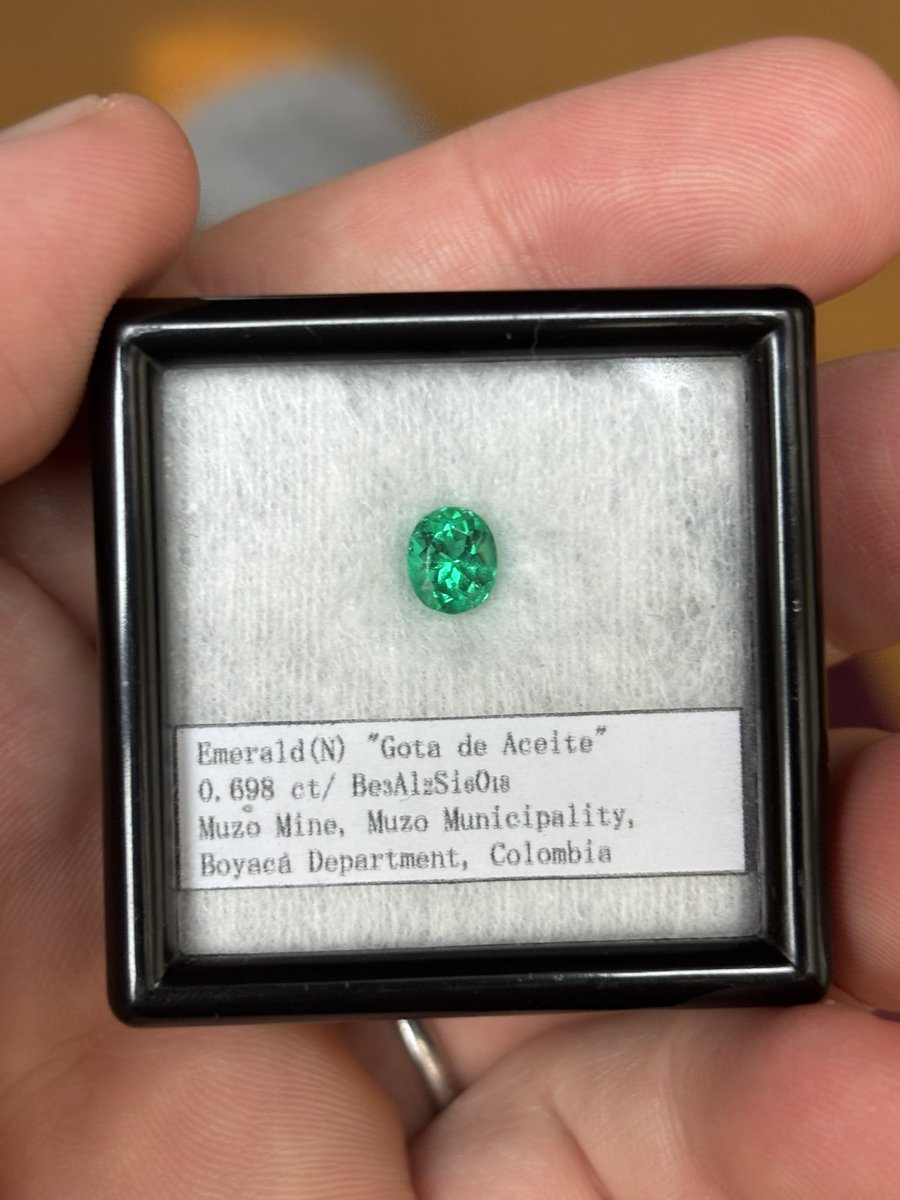 Emerald(N) "Gota de Aceite"
0.698 ct/ Be₃Al₂Si₆O₁₈
Muzo Mine, Muzo Municipality,
Boyacá Department, Colombia